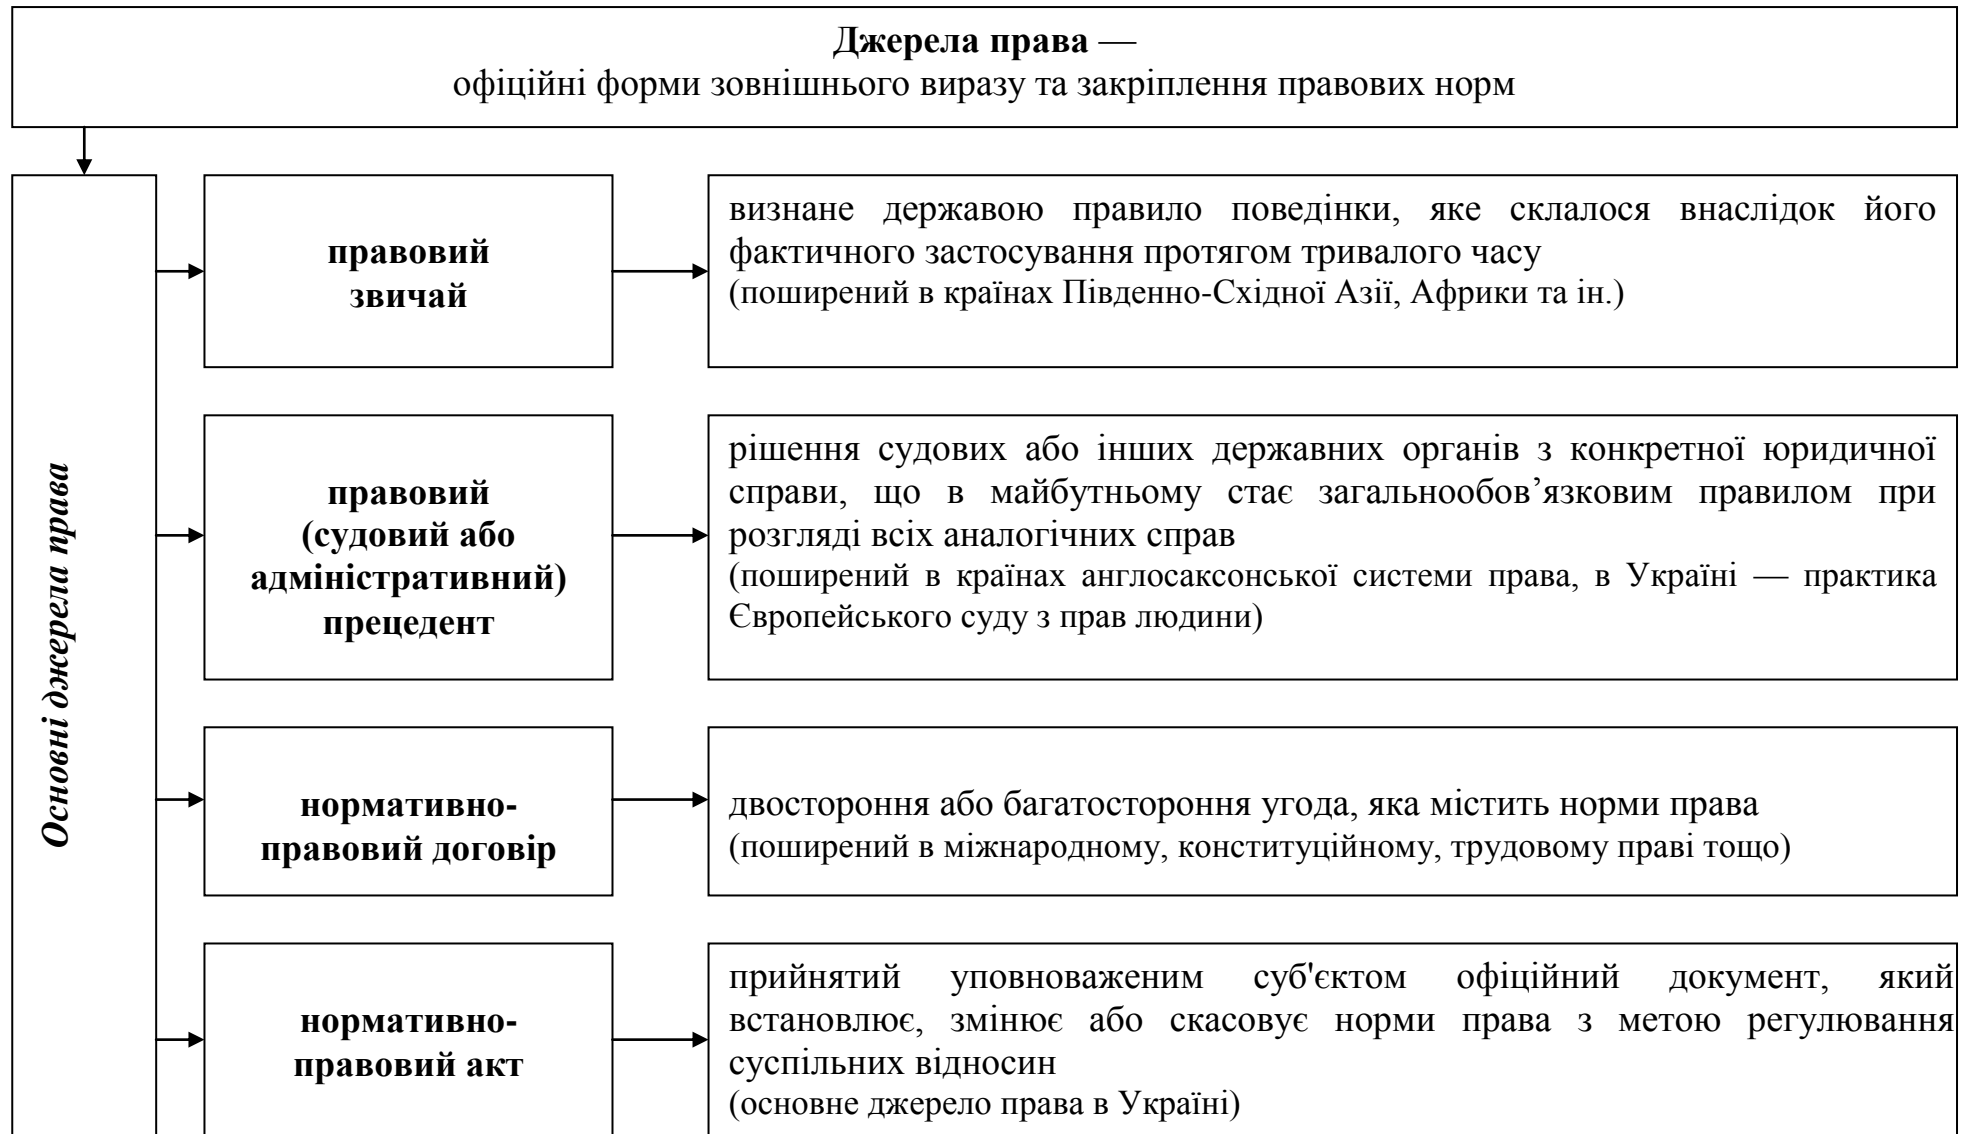 Джерела права —
офіційні форми зовнішнього виразу та закріплення правових норм
Основні джерела права
правовий
звичай
визнане державою правило поведінки, яке склалося внаслідок його
фактичного застосування протягом тривалого часу
(поширений в країнах Південно-Східної Азії, Африки та ін.)
правовий
(судовий або
адміністративний)
прецедент
рішення судових або інших державних органів з конкретної юридичної
справи, що в майбутньому стає загальнообов’язковим правилом при
розгляді всіх аналогічних справ
(поширений в країнах англосаксонської системи права, в Україні — практика
Європейського суду з прав людини)
нормативно-
правовий договір
двостороння або багатостороння угода, яка містить норми права
(поширений в міжнародному, конституційному, трудовому праві тощо)
нормативно-
правовий акт
прийнятий уповноваженим суб'єктом офіційний документ, який
встановлює, змінює або скасовує норми права з метою регулювання
суспільних відносин
(основне джерело права в Україні)